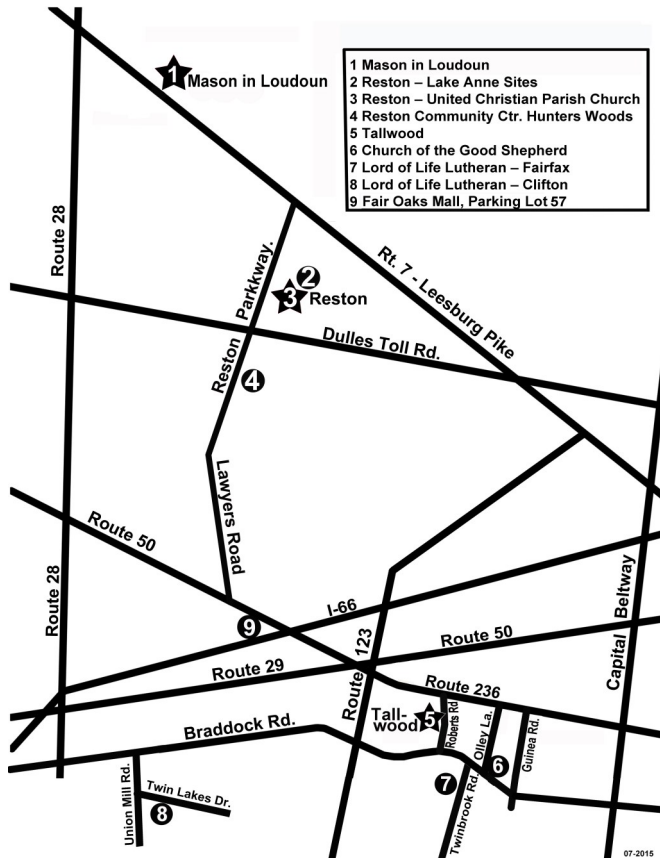 1 Mason in Loudoun
2 Reston – Lake Anne Sites
3 Reston – United Christian Parish Church
4 Reston Community Ctr. Hunters Woods
5 Tallwood
6 Church of the Good Shepherd
7 Lord of Life Lutheran – Fairfax
8 Lord of Life Lutheran – Clifton
9 Fair Oaks Mall, Parking Lot 57
1 Mason in Loudoun
Route 28
Rt. 7 - Leesburg Pike
Reston Parkkway.
2
3 Reston
Dulles Toll Rd.
4
Lawyers Road
Route 50
Route 28
I-66
Capital Beltway
9
Route 123
Route 50
Route 29
Route 236
Braddock Rd.
Tall-
wood
5
Roberts Rd
Olley La.
Guinea Rd.
6
7
Twinbrook Rd.
Union Mill Rd.
Twin Lakes Dr.
8
07-2015